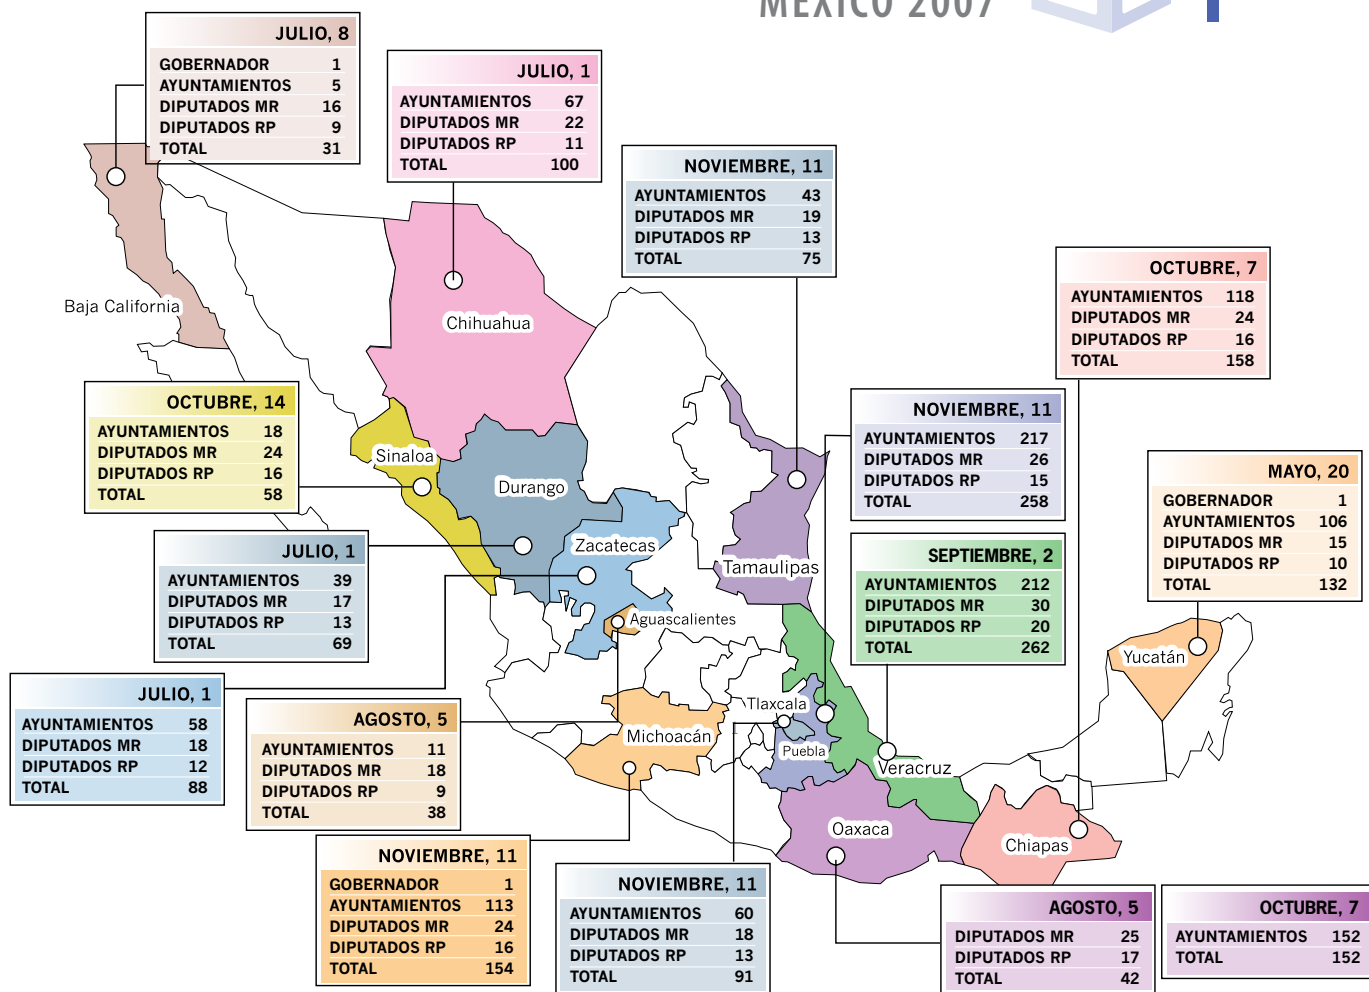 MÉXICO 2007
JULIO, 8
GOBERNADOR 1
AYUNTAMIENTOS 5
DIPUTADOS MR 16
DIPUTADOS RP 9
TOTAL 31
JULIO, 1
AYUNTAMIENTOS 67
DIPUTADOS MR 22
DIPUTADOS RP 11
TOTAL 100
NOVIEMBRE, 11
AYUNTAMIENTOS 43
DIPUTADOS MR 19
DIPUTADOS RP 13
TOTAL 75
OCTUBRE, 7
AYUNTAMIENTOS 118
DIPUTADOS MR 24
DIPUTADOS RP 16
TOTAL 158
Baja California
Chihuahua
OCTUBRE, 14
AYUNTAMIENTOS 18
DIPUTADOS MR 24
DIPUTADOS RP 16
TOTAL 58
Sinaloa
Durango
NOVIEMBRE, 11
AYUNTAMIENTOS 217
DIPUTADOS MR 26
DIPUTADOS RP 15
TOTAL 258
MAYO, 20
GOBERNADOR 1
AYUNTAMIENTOS 106
DIPUTADOS MR 15
DIPUTADOS RP 10
TOTAL 132
JULIO, 1
AYUNTAMIENTOS 39
DIPUTADOS MR 17
DIPUTADOS RP 13
TOTAL 69
Zacatecas
Tamaulipas
Aguascalientes
SEPTIEMBRE, 2
AYUNTAMIENTOS 212
DIPUTADOS MR 30
DIPUTADOS RP 20
TOTAL 262
Yucatán
JULIO, 1
AYUNTAMIENTOS 58
DIPUTADOS MR 18
DIPUTADOS RP 12
TOTAL 88
AGOSTO, 5
AYUNTAMIENTOS 11
DIPUTADOS MR 18
DIPUTADOS RP 9
TOTAL 38
Michoacán
Tlaxcala
Puebla
Veracruz
Oaxaca
Chiapas
NOVIEMBRE, 11
GOBERNADOR 1
AYUNTAMIENTOS 113
DIPUTADOS MR 24
DIPUTADOS RP 16
TOTAL 154
NOVIEMBRE, 11
AYUNTAMIENTOS 60
DIPUTADOS MR 18
DIPUTADOS RP 13
TOTAL 91
AGOSTO, 5
DIPUTADOS MR 25
DIPUTADOS RP 17
TOTAL 42
OCTUBRE, 7
AYUNTAMIENTOS 152
TOTAL 152